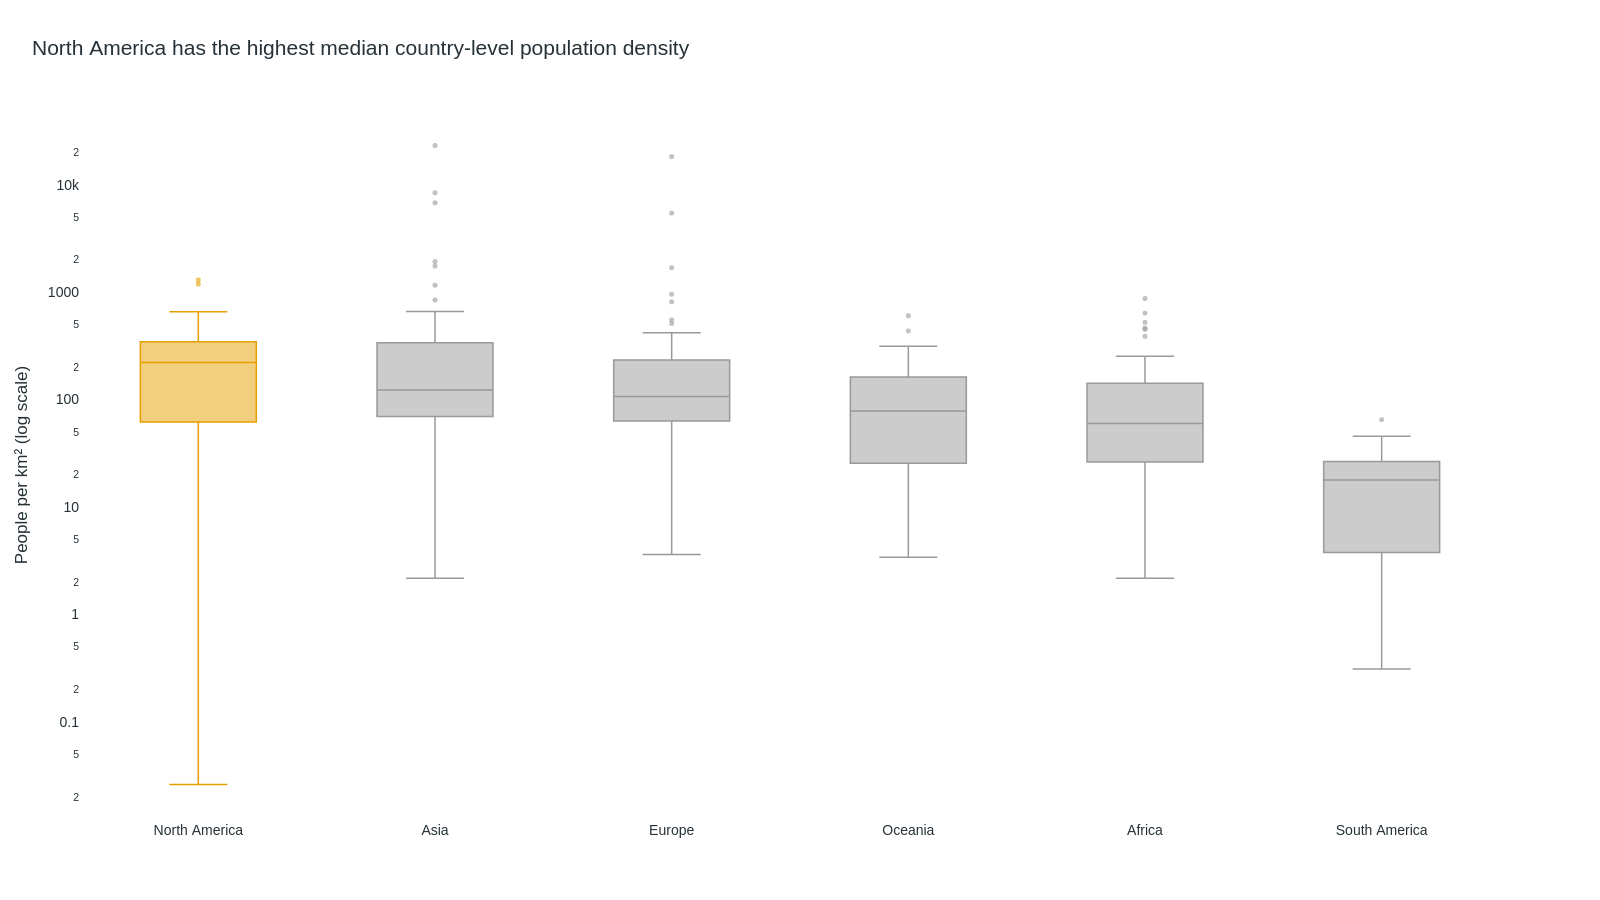 North America has the highest median country-level population density
People per km² (log scale)
2
10k
5
2
1000
5
2
100
5
2
10
5
2
1
5
2
0.1
5
2
North America
Asia
Europe
Oceania
Africa
South America